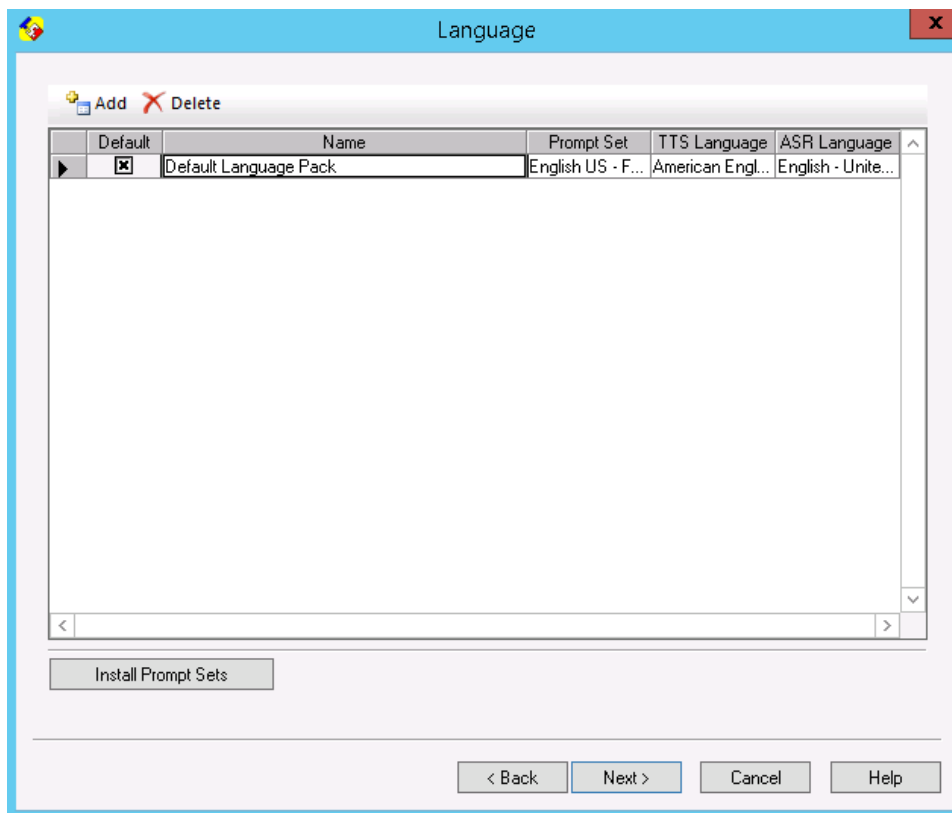 Language
Add Delete
Default Name Prompt Set TTS Language ASR Language
Default Language Pack English US - F... American Engl... English - Unite...
Install Prompt Sets
< Back Next > Cancel Help